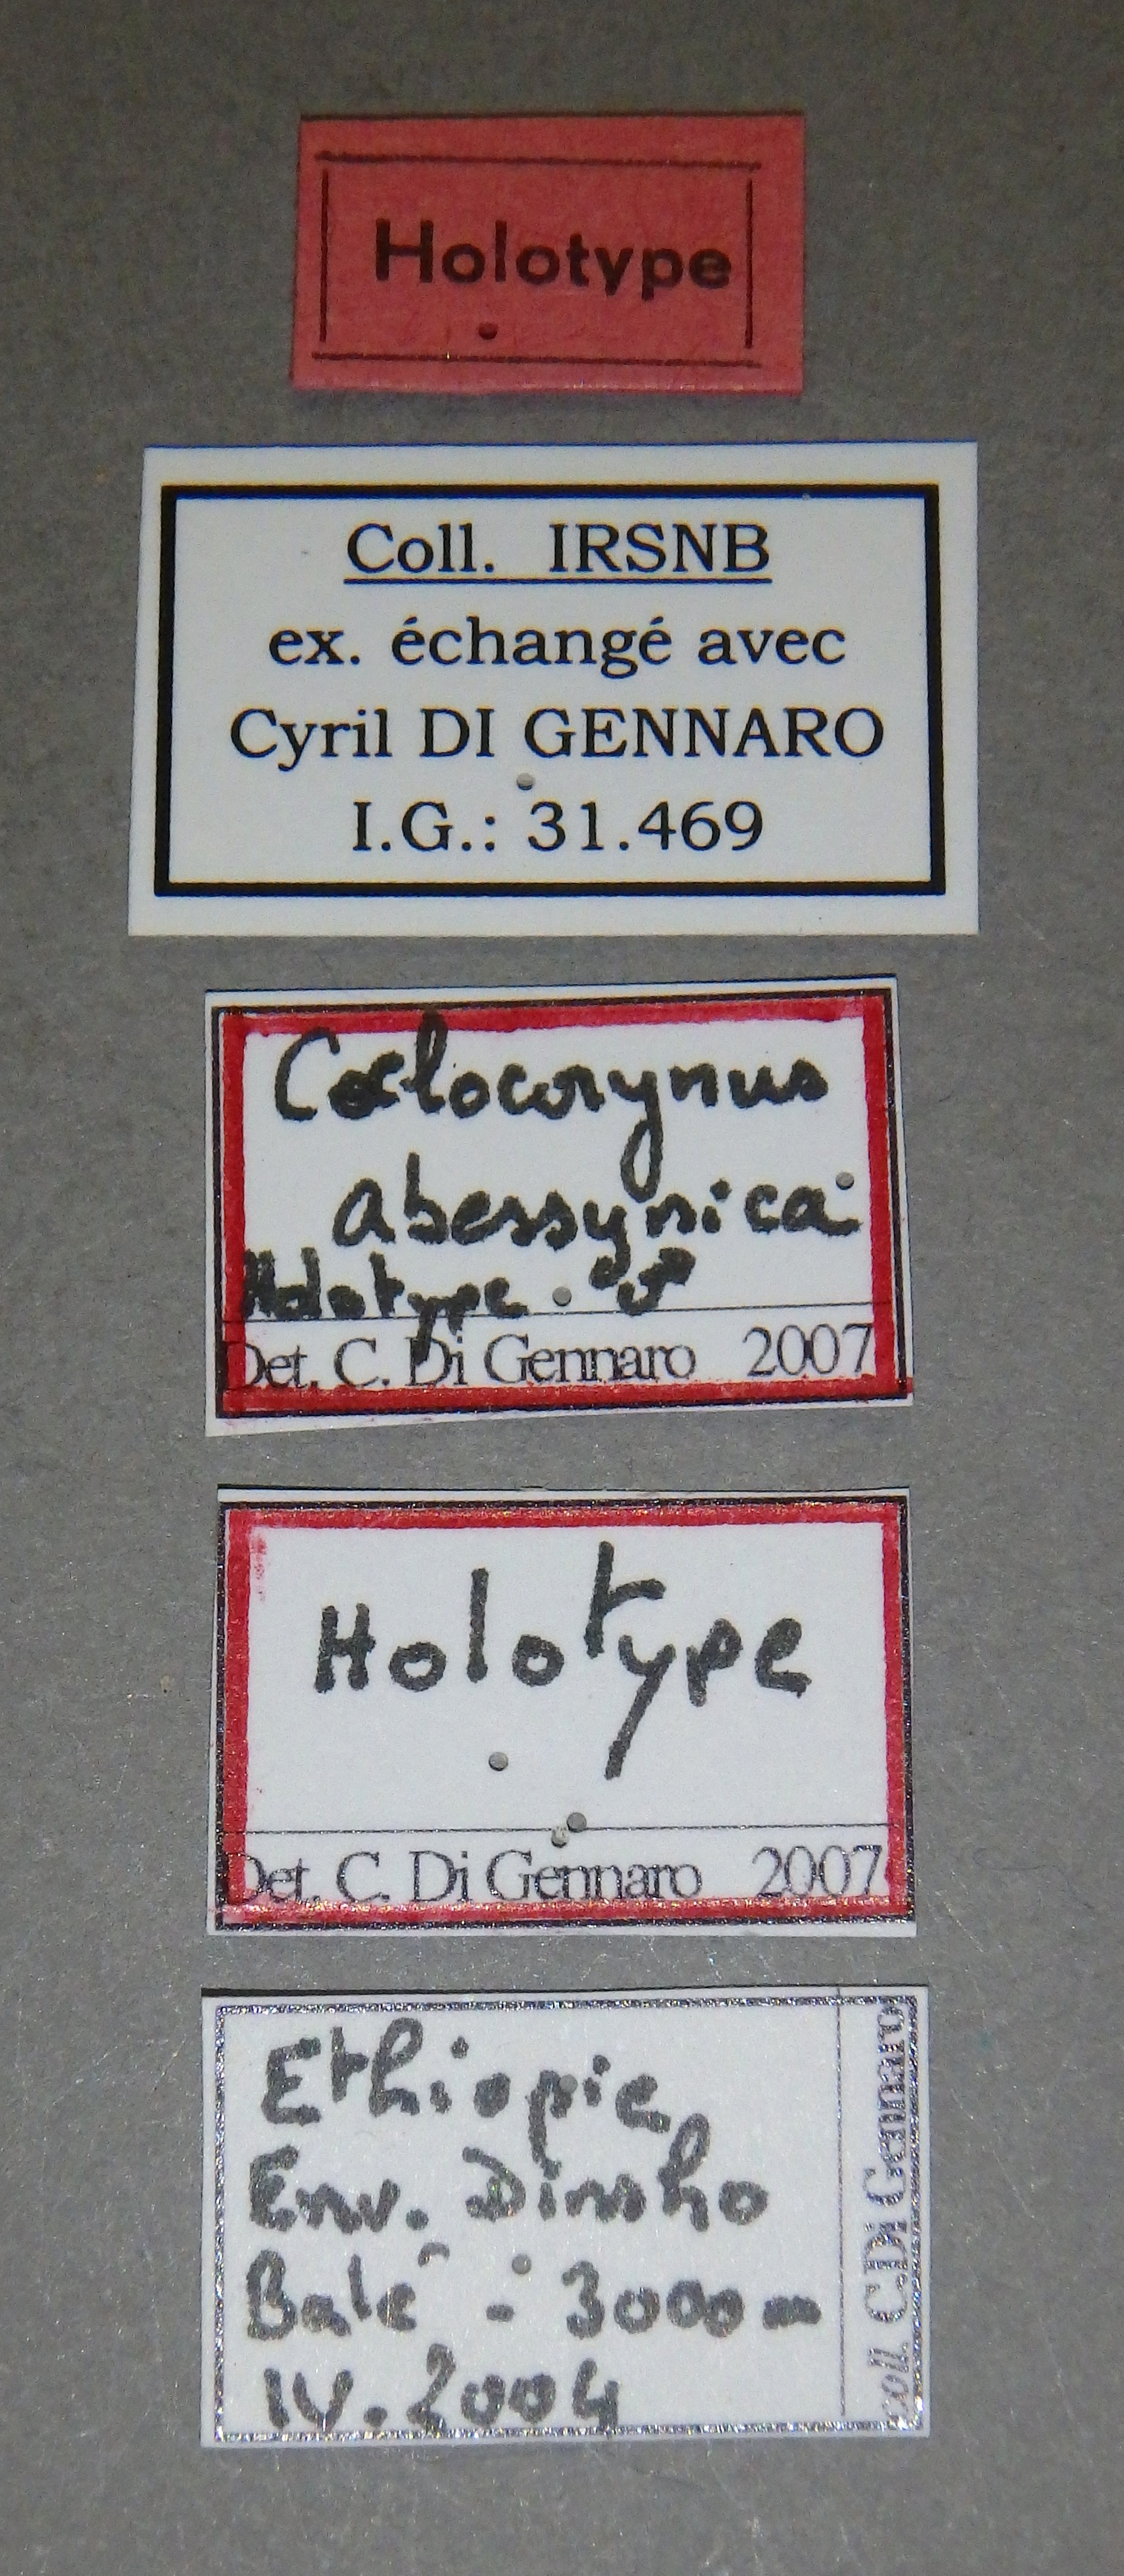 Holotype
Coll. IRSNB
ex. échangé avec
Cyril DI GENNARO
I.G.: 31.469
Coelocorynus
abessynica
Holotype ♂
Det. C. Di Gennaro 2007
Holotype
Det. C. Di Gennaro 2007
Ethiopie
Env. Dinsho
Balé - 3000 m
IV. 2004
coll. C.Di Gennaro